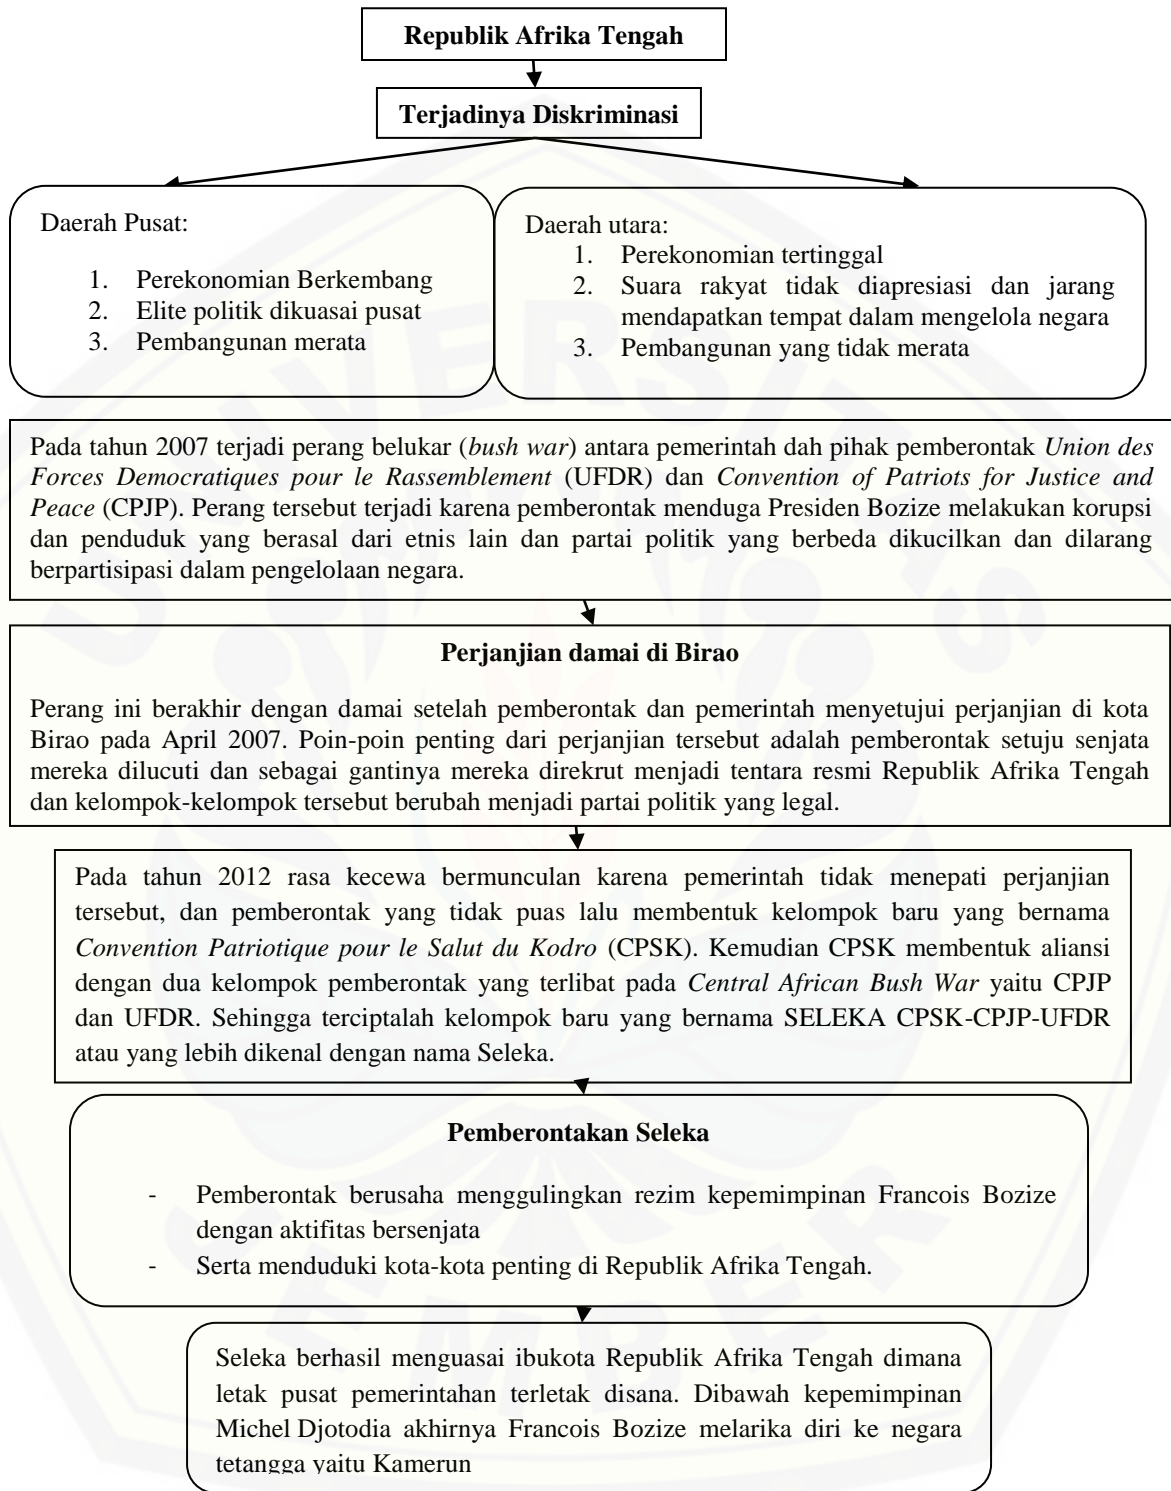 Republik Afrika Tengah
Terjadinya Diskriminasi
Daerah Pusat:
1. Perekonomian Berkembang
2. Elite politik dikuasai pusat
3. Pembangunan merata
Daerah utara:
1. Perekonomian tertinggal
2. Suara rakyat tidak diapresiasi dan jarang
mendapatkan tempat dalam mengelola negara
3. Pembangunan yang tidak merata
Pada tahun 2007 terjadi perang belukar (bush war) antara pemerintah dah pihak pemberontak Union des
Forces Democratiques pour le Rassemblement (UFDR) dan Convention of Patriots for Justice and
Peace (CPJP). Perang tersebut terjadi karena pemberontak menduga Presiden Bozize melakukan korupsi
dan penduduk yang berasal dari etnis lain dan partai politik yang berbeda dikucilkan dan dilarang
berpartisipasi dalam pengelolaan negara.
Perjanjian damai di Birao
Perang ini berakhir dengan damai setelah pemberontak dan pemerintah menyetujui perjanjian di kota
Birao pada April 2007. Poin-poin penting dari perjanjian tersebut adalah pemberontak setuju senjata
mereka dilucuti dan sebagai gantinya mereka direkrut menjadi tentara resmi Republik Afrika Tengah
dan kelompok-kelompok tersebut berubah menjadi partai politik yang legal.
Pada tahun 2012 rasa kecewa bermunculan karena pemerintah tidak menepati perjanjian
tersebut, dan pemberontak yang tidak puas lalu membentuk kelompok baru yang bernama
Convention Patriotique pour le Salut du Kodro (CPSK). Kemudian CPSK membentuk aliansi
dengan dua kelompok pemberontak yang terlibat pada Central African Bush War yaitu CPJP
dan UFDR. Sehingga terciptalah kelompok baru yang bernama SELEKA CPSK-CPJP-UFDR
atau yang lebih dikenal dengan nama Seleka.
Pemberontakan Seleka
- Pemberontak berusaha menggulingkan rezim kepemimpinan Francois Bozize
dengan aktifitas bersenjata
- Serta menduduki kota-kota penting di Republik Afrika Tengah.
Seleka berhasil menguasai ibukota Republik Afrika Tengah dimana
letak pusat pemerintahan terletak disana. Dibawah kepemimpinan
Michel Djotodia akhirnya Francois Bozize melarika diri ke negara
tetangga yaitu Kamerun
UNIVERSITAS
JEMBER